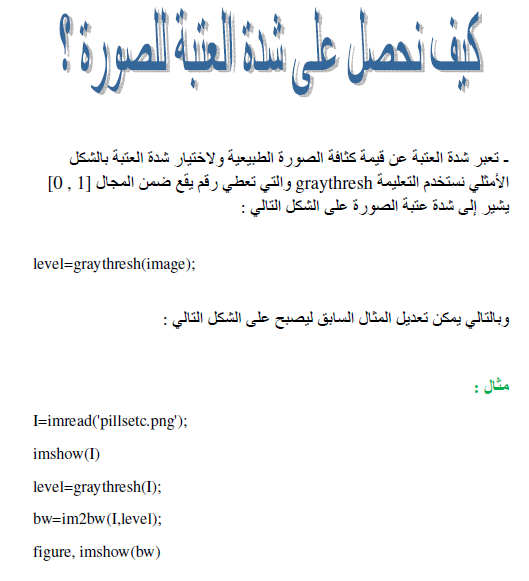 كيف نحصل على شدة العتبة للصورة ؟
- تعبر شدة العتبة عن قيمة كثافة الصورة الطبيعية ولاختيار شدة العتبة بالشكل
الأمثلي نستخدم التعليمة graythresh والتي تعطي رقم يقع ضمن المجال [0 , 1]
يشير إلى شدة عتبة الصورة على الشكل التالي :
level=graythresh(image);
وبالتالي يمكن تعديل المثال السابق ليصبح على الشكل التالي :
مثال :
I=imread('pillsetc.png');
imshow(I)
level=graythresh(I);
bw=im2bw(I,level);
figure, imshow(bw)